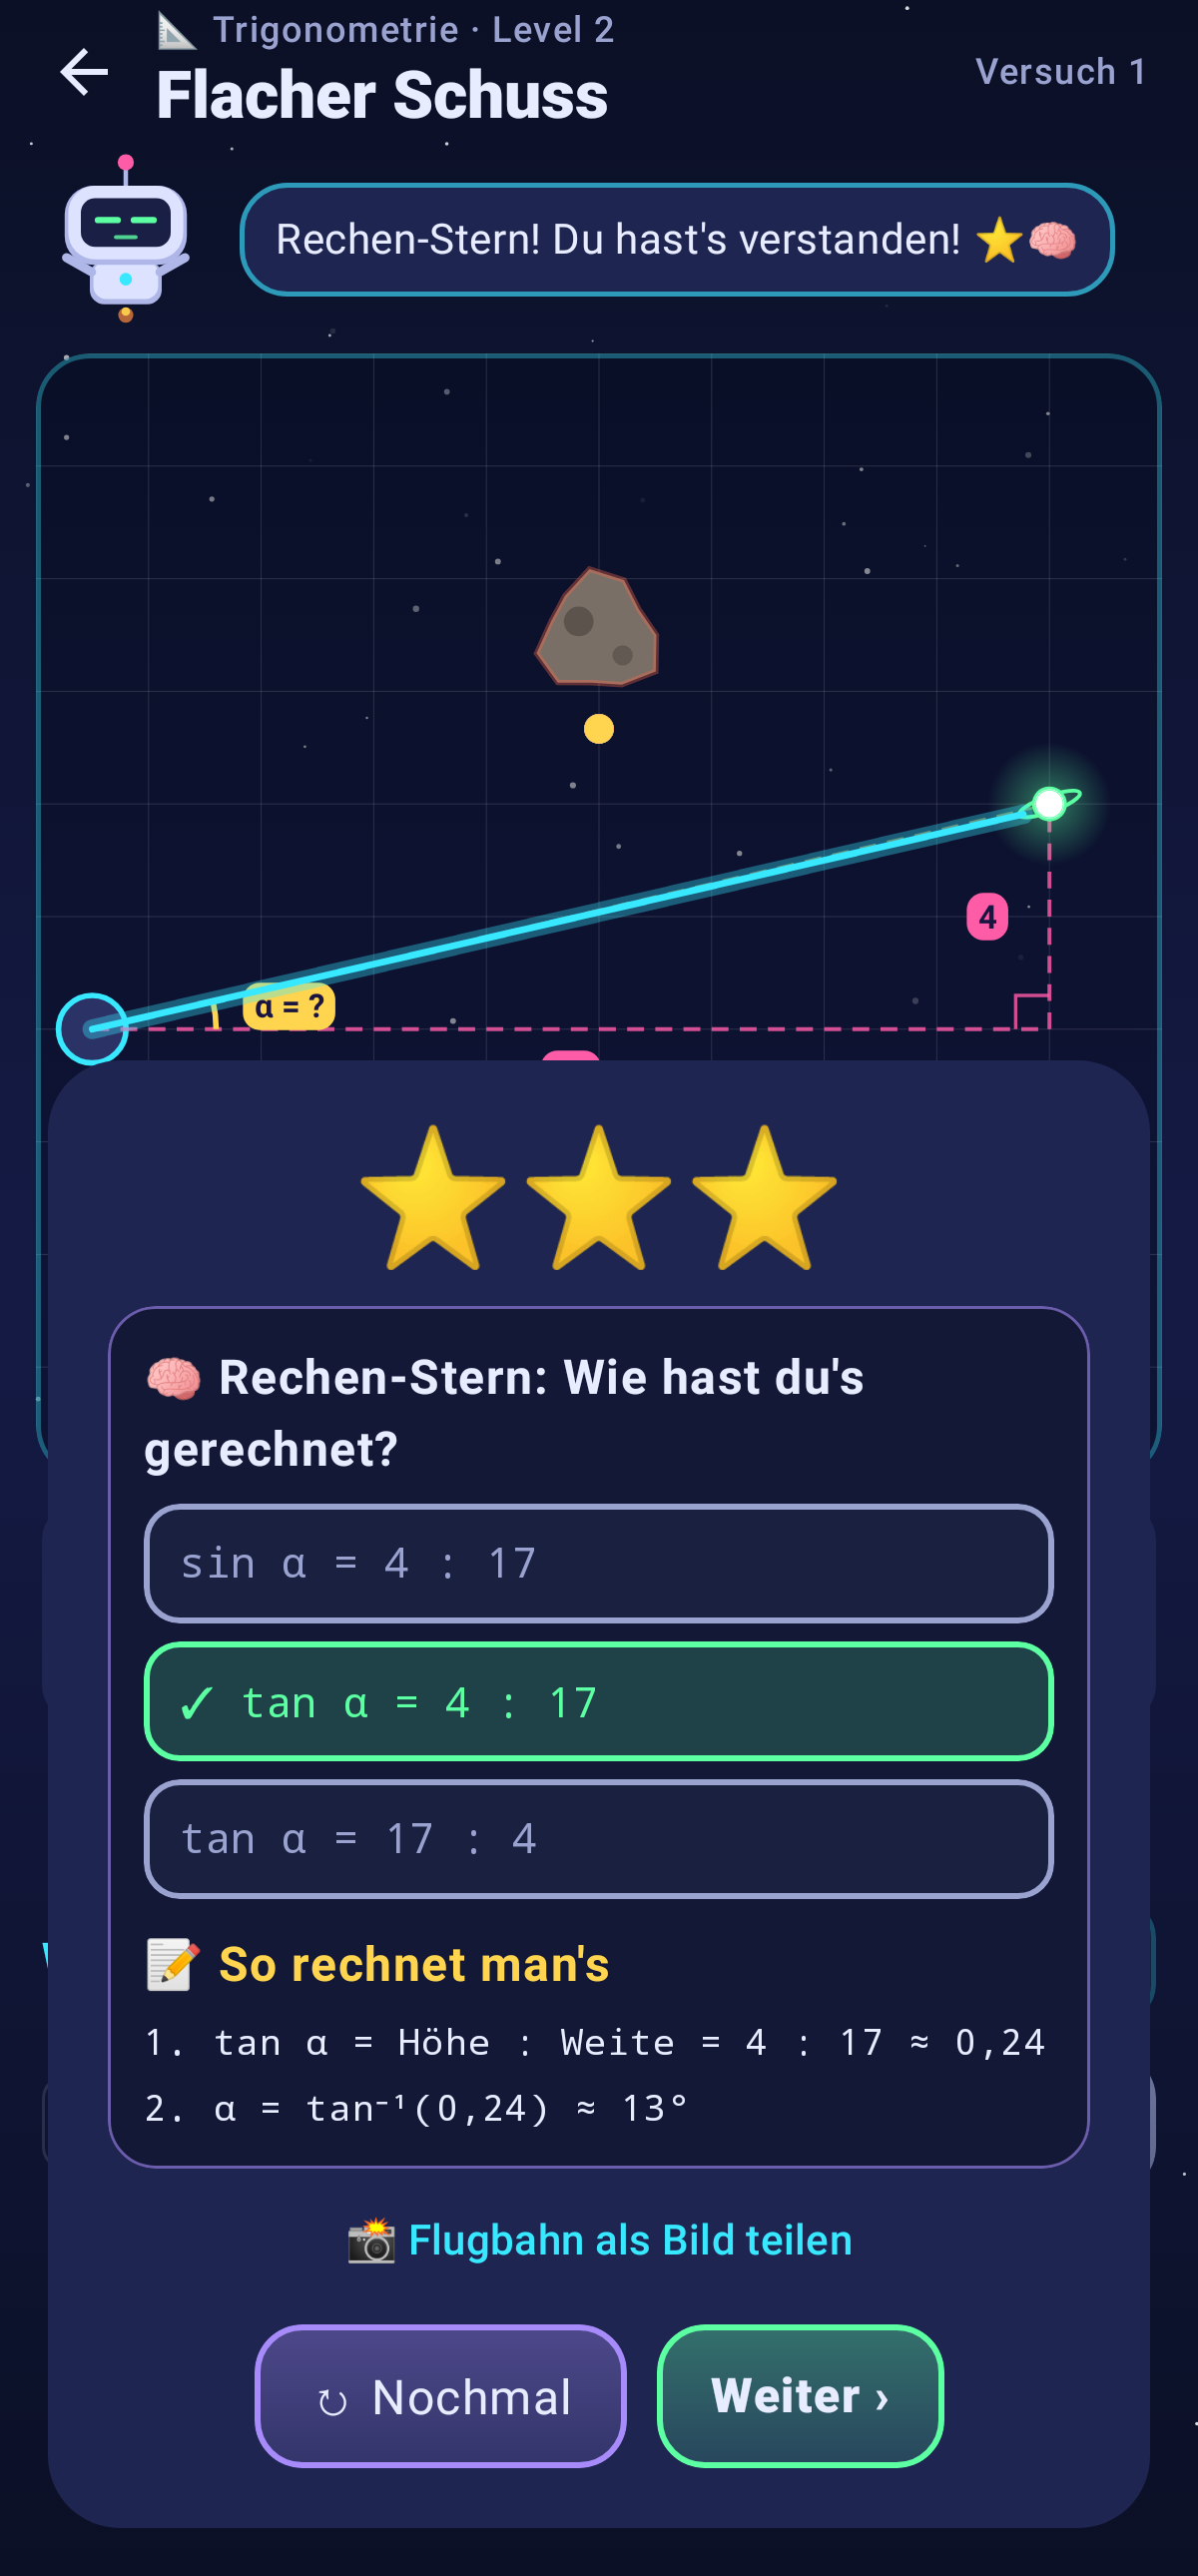 📐 Trigonometrie · Level 2
Flacher Schuss
Versuch 1
Rechen-Stern! Du hast's verstanden! ⭐🧠
4
α = ?
🧠 Rechen-Stern: Wie hast du's
gerechnet?
sin α = 4 : 17
✓ tan α = 4 : 17
tan α = 17 : 4
📝 So rechnet man's
1. tan α = Höhe : Weite = 4 : 17 ≈ 0,24
2. α = tan⁻¹(0,24) ≈ 13°
📸 Flugbahn als Bild teilen
↻ Nochmal
Weiter ›